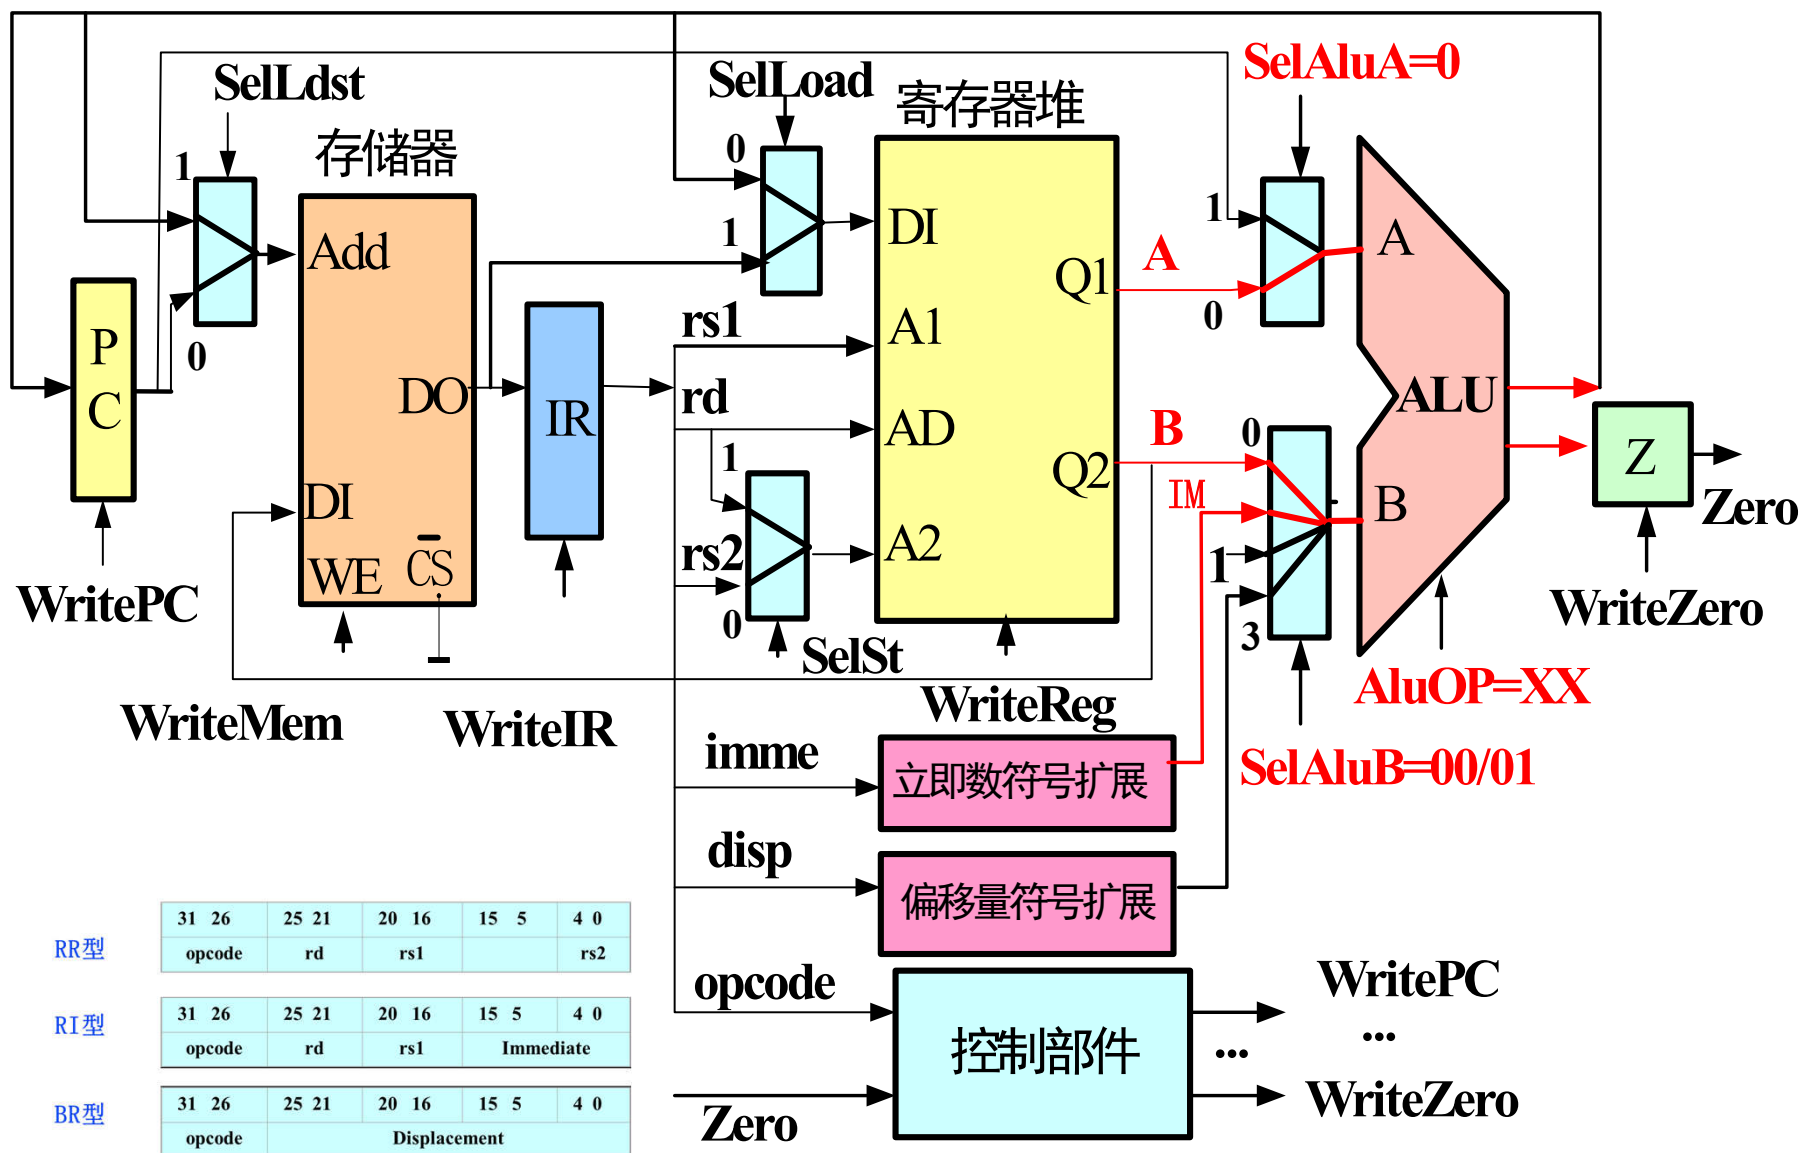 SelLdst
存储器
SelLoad
寄存器堆
SelAluA=0
1
0
Add
DO
DI
WE
CS
P
C
WritePC
WriteMem
IR
WriteIR
0
1
rs1
rd
1
rs2
0
SelSt
DI
A1
AD
A2
Q1
Q2
WriteReg
A
B
IM
1
0
0
1
3
A
B
ALU
AluOP=XX
SelAluB=00/01
Z
Zero
WriteZero
imme
立即数符号扩展
disp
偏移量符号扩展
opcode
控制部件
Zero
WritePC
...
...
WriteZero
RR型
31 26 25 21 20 16 15 5 4 0
opcode rd rs1 rs2
RI型
31 26 25 21 20 16 15 5 4 0
opcode rd rs1 Immediate
BR型
31 26 25 21 20 16 15 5 4 0
opcode Displacement